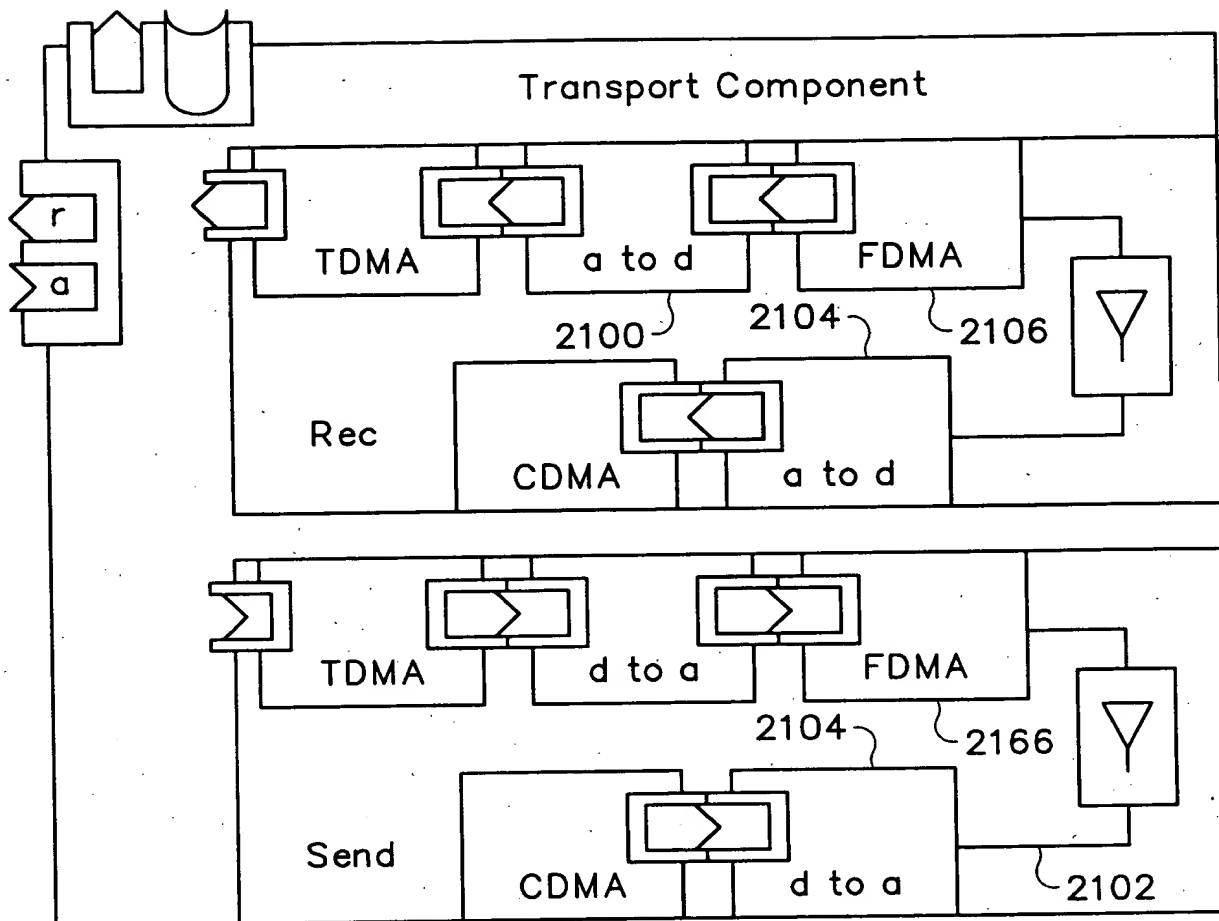 Transport Component
r
a
TDMA
a to d
FDMA
2100
2104
2106
Rec
CDMA
a to d
TDMA
d to a
FDMA
2104
2166
Send
CDMA
d to a
2102